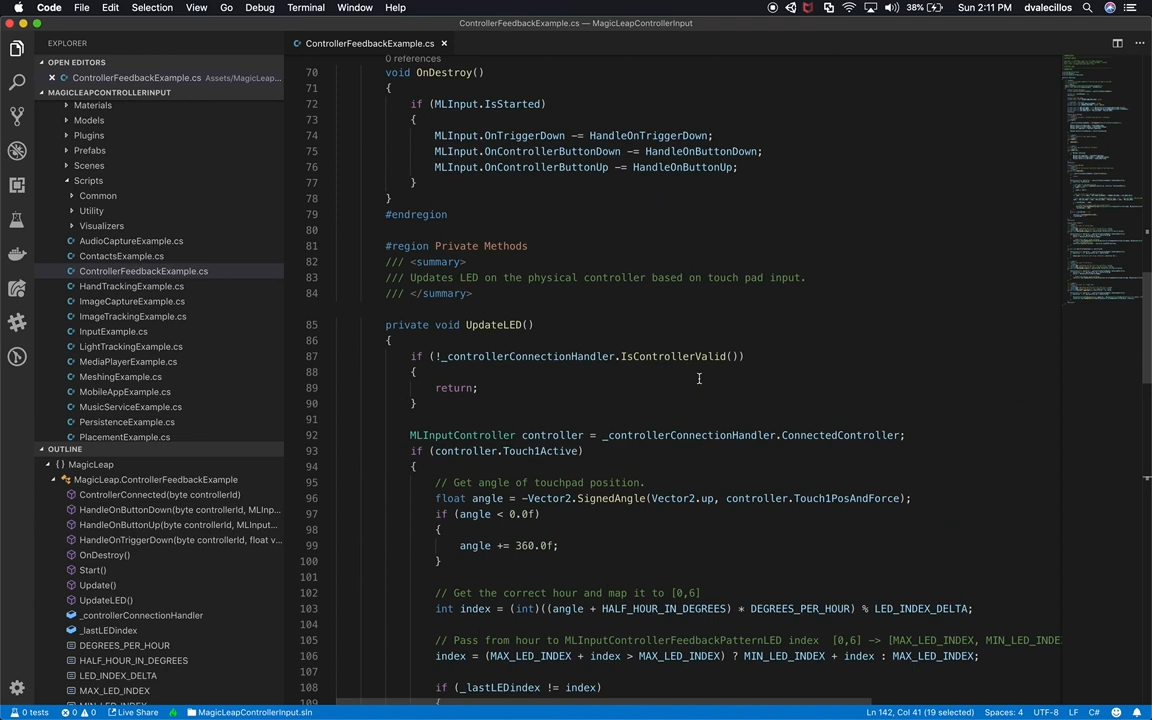 Code File Edit Selection View Go Debug Terminal Window Help 38% Sun 2:11 PM dvalecillos
ControllerFeedbackExample.cs — MagicLeapControllerInput
EXPLORER
OPEN EDITORS
ControllerFeedbackExample.cs Assets/MagicLeap...
MAGICLEAPCONTROLLERINPUT
Materials
Models
Plugins
Prefabs
Scenes
Scripts
Common
Utility
Visualizers
AudioCaptureExample.cs
ContactsExample.cs
ControllerFeedbackExample.cs
HandTrackingExample.cs
ImageCaptureExample.cs
ImageTrackingExample.cs
InputExample.cs
LightTrackingExample.cs
MediaPlayerExample.cs
MeshingExample.cs
MobileAppExample.cs
MusicServiceExample.cs
PersistenceExample.cs
PlacementExample.cs
OUTLINE
{ } MagicLeap
MagicLeap.ControllerFeedbackExample
ControllerConnected(byte controllerId)
HandleOnButtonDown(byte controllerId, MLInp...
HandleOnButtonUp(byte controllerId, MLInput...
HandleOnTriggerDown(byte controllerId, float v...
OnDestroy()
Start()
Update()
UpdateLED()
_controllerConnectionHandler
_lastLEDindex
DEGREES_PER_HOUR
HALF_HOUR_IN_DEGREES
LED_INDEX_DELTA
MAX_LED_INDEX
ControllerFeedbackExample.cs
0 references
70 void OnDestroy()
71 {
72 if (MLInput.IsStarted)
73 {
74 MLInput.OnTriggerDown -= HandleOnTriggerDown;
75 MLInput.OnControllerButtonDown -= HandleOnButtonDown;
76 MLInput.OnControllerButtonUp -= HandleOnButtonUp;
77 }
78 }
79 #endregion
80
81 #region Private Methods
82 /// <summary>
83 /// Updates LED on the physical controller based on touch pad input.
84 /// </summary>
85 private void UpdateLED()
86 {
87 if (!_controllerConnectionHandler.IsControllerValid())
88 {
89 return;
90 }
91
92 MLInputController controller = _controllerConnectionHandler.ConnectedController;
93 if (controller.Touch1Active)
94 {
95 // Get angle of touchpad position.
96 float angle = -Vector2.SignedAngle(Vector2.up, controller.Touch1PosAndForce);
97 if (angle < 0.0f)
98 {
99 angle += 360.0f;
100 }
101
102 // Get the correct hour and map it to [0,6]
103 int index = (int)((angle + HALF_HOUR_IN_DEGREES) * DEGREES_PER_HOUR) % LED_INDEX_DELTA;
104
105 // Pass from hour to MLInputControllerFeedbackPatternLED index [0,6] -> [MAX_LED_INDEX, MIN_LED_INDE
106 index = (MAX_LED_INDEX + index > MAX_LED_INDEX) ? MIN_LED_INDEX + index : MAX_LED_INDEX;
107
108 if (_lastLEDindex != index)
109 {
0 tests 0 0 Live Share MagicLeapControllerInput.sln Ln 142, Col 41 (19 selected) Spaces: 4 UTF-8 LF C#